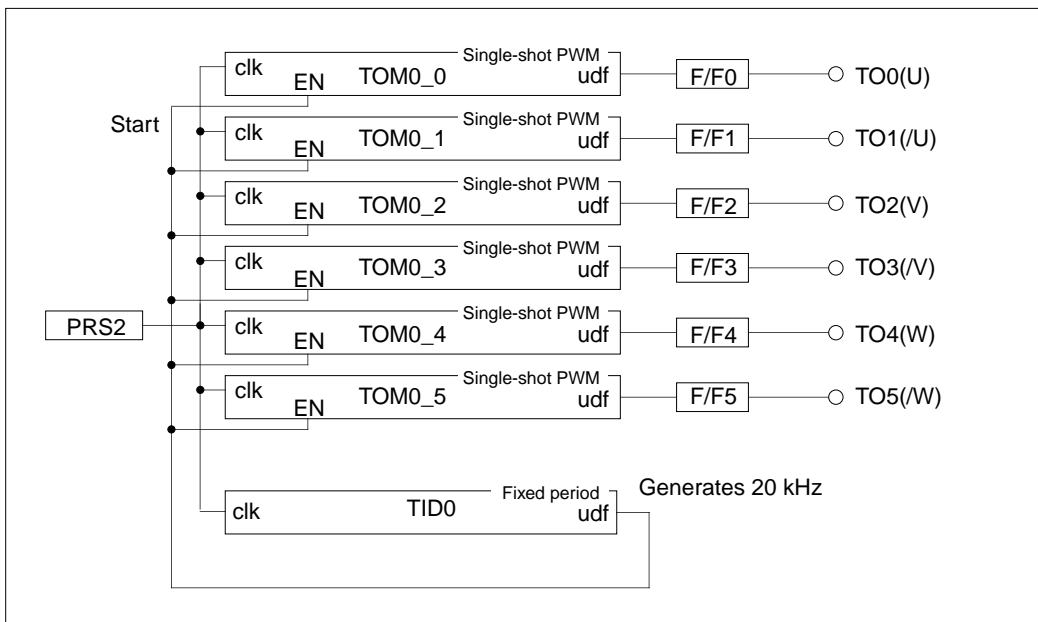 Single-shot PWM
clk EN TOM0_0 udf F/F0 TO0(U)
Start
Single-shot PWM
clk EN TOM0_1 udf F/F1 TO1(/U)
Single-shot PWM
clk EN TOM0_2 udf F/F2 TO2(V)
Single-shot PWM
clk EN TOM0_3 udf F/F3 TO3(/V)
PRS2
Single-shot PWM
clk EN TOM0_4 udf F/F4 TO4(W)
Single-shot PWM
clk EN TOM0_5 udf F/F5 TO5(/W)
Fixed period Generates 20 kHz
clk TID0 udf